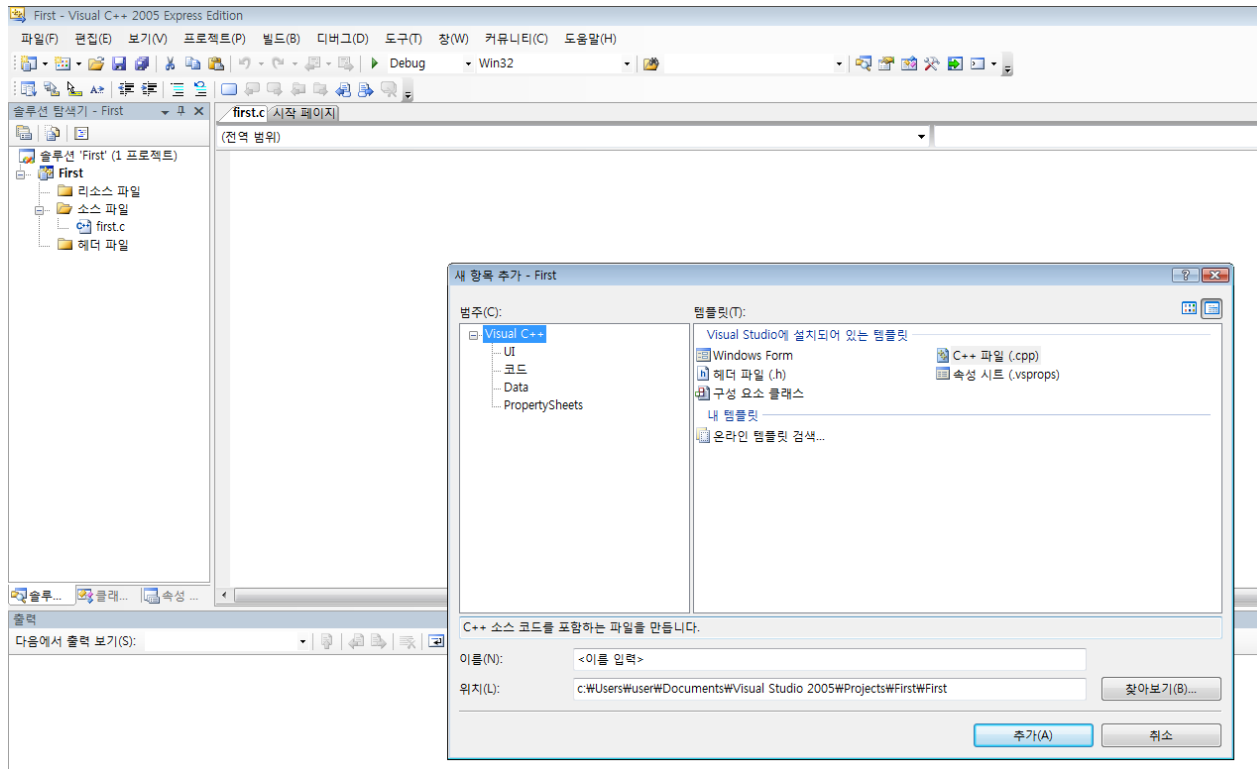 First - Visual C++ 2005 Express Edition
파일(F) 편집(E) 보기(V) 프로젝트(P) 빌드(B) 디버그(D) 도구(T) 창(W) 커뮤니티(C) 도움말(H)
Debug Win32
솔루션 탐색기 - First
first.c 시작 페이지
(전역 범위)
솔루션 'First' (1 프로젝트)
First
리소스 파일
소스 파일
first.c
헤더 파일
솔루... 클래... 속성 ...
출력
다음에서 출력 보기(S):
새 항목 추가 - First
범주(C):
Visual C++
UI
코드
Data
PropertySheets
템플릿(T):
Visual Studio에 설치되어 있는 템플릿
Windows Form C++ 파일 (.cpp)
헤더 파일 (.h) 속성 시트 (.vsprops)
구성 요소 클래스
내 템플릿
온라인 템플릿 검색...
C++ 소스 코드를 포함하는 파일을 만듭니다.
이름(N): <이름 입력>
위치(L): c:₩Users₩user₩Documents₩Visual Studio 2005₩Projects₩First₩First 찾아보기(B)...
추가(A) 취소